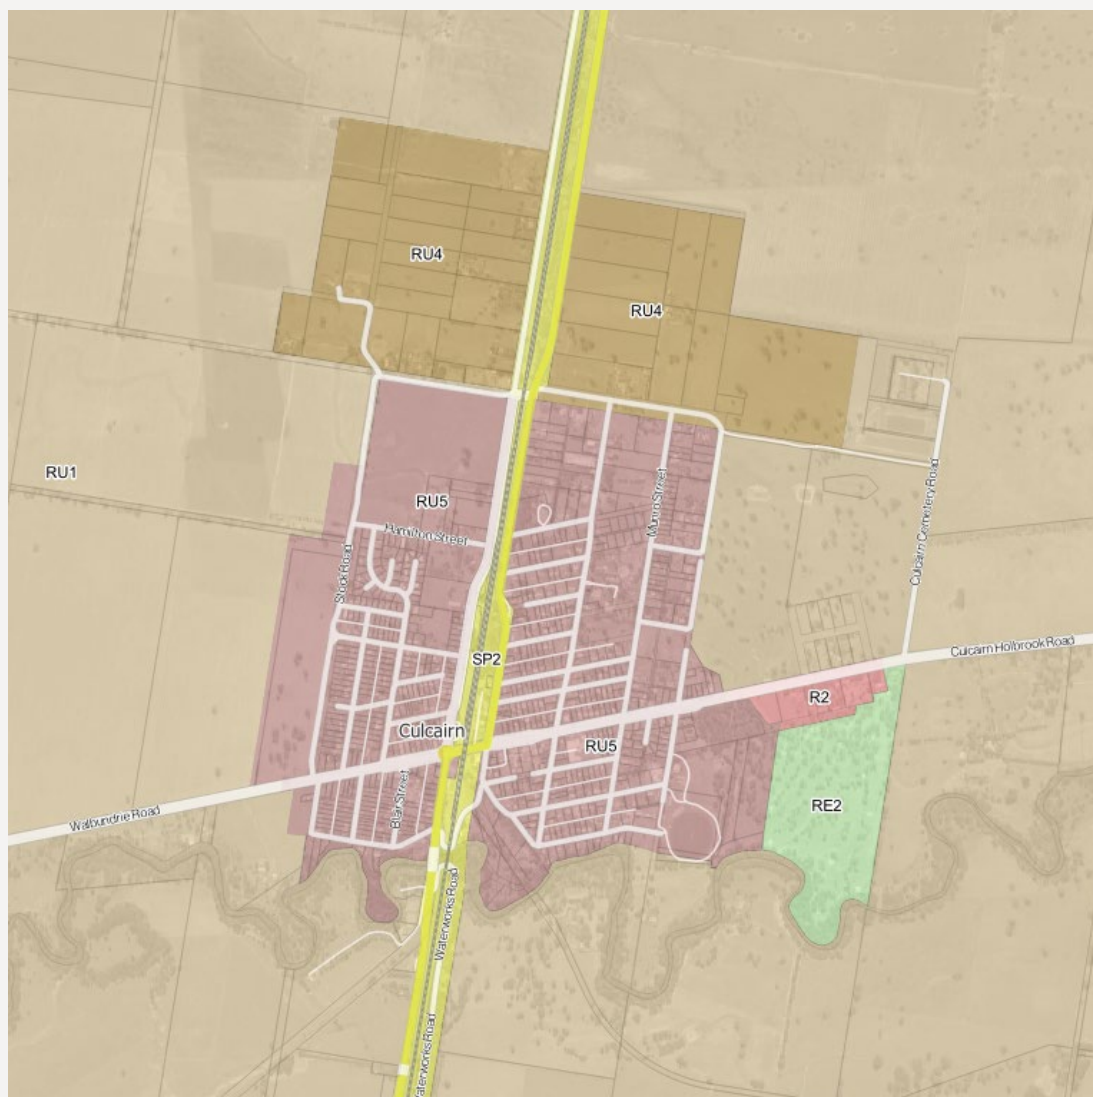 RU4
RU4
RU1
RU5
Munro Street
Hamilton Street
Stock Road
Culcairn Cemetery Road
Culcairn Holbrook Road
SP2
R2
Culcairn
RU5
Blair Street
Walbundrie Road
RE2
Waterworks Road
Waterworks Road